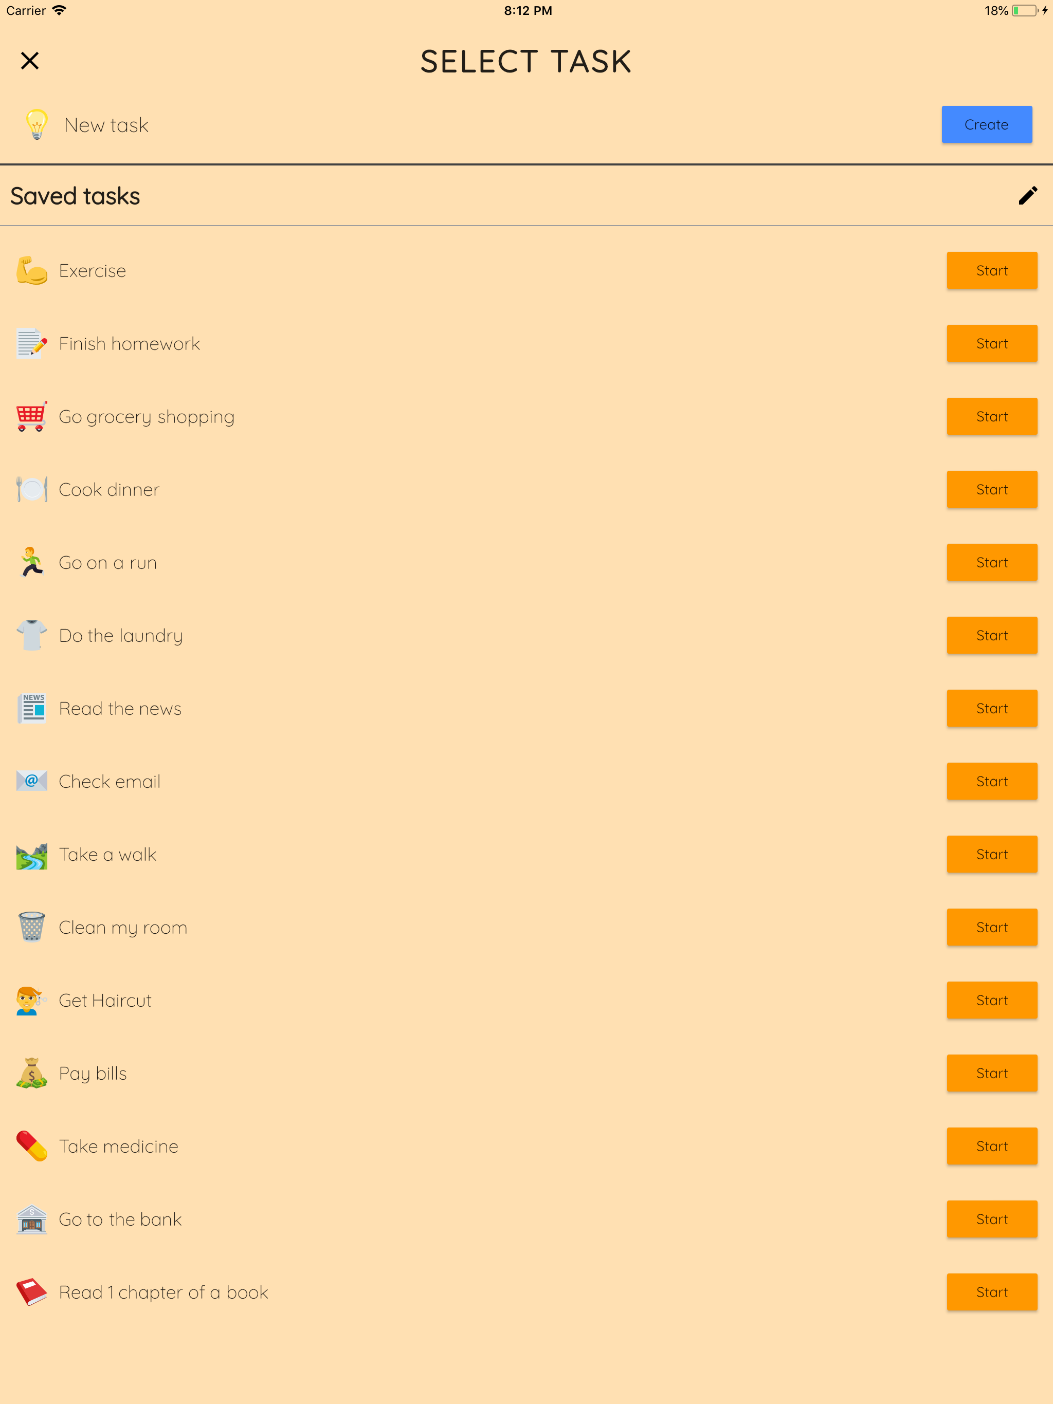 Carrier 8:12 PM 18%
SELECT TASK
New task Create
Saved tasks
Exercise Start
Finish homework Start
Go grocery shopping Start
Cook dinner Start
Go on a run Start
Do the laundry Start
NEWS
Read the news Start
@ Check email Start
Take a walk Start
Clean my room Start
Get Haircut Start
$ Pay bills Start
Take medicine Start
Go to the bank Start
Read 1 chapter of a book Start